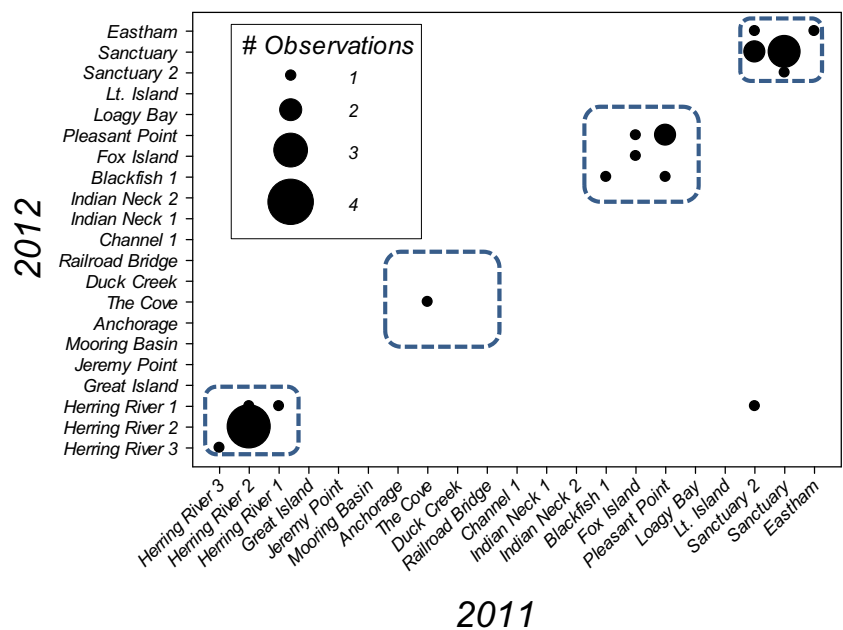 Eastham
Sanctuary
Sanctuary 2
Lt. Island
Loagy Bay
Pleasant Point
Fox Island
Blackfish 1
Indian Neck 2
Indian Neck 1
Channel 1
Railroad Bridge
Duck Creek
The Cove
Anchorage
Mooring Basin
Jeremy Point
Great Island
Herring River 1
Herring River 2
Herring River 3
2012
# Observations
1
2
3
4
Herring River 3
Herring River 2
Herring River 1
Great Island
Jeremy Point
Mooring Basin
Anchorage
The Cove
Duck Creek
Railroad Bridge
Channel 1
Indian Neck 1
Indian Neck 2
Blackfish 1
Fox Island
Pleasant Point
Loagy Bay
Lt. Island
Sanctuary 2
Sanctuary
Eastham
2011